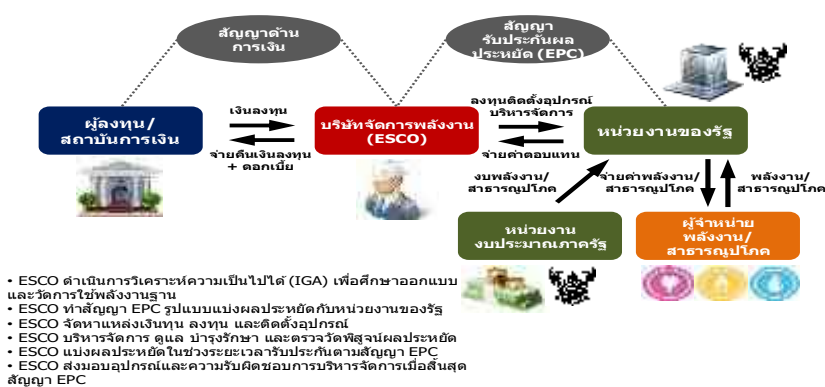 สัญญาด้าน
การเงิน
สัญญา
รับประกันผล
ประหยัด (EPC)
ผู้ลงทุน/
สถาบันการเงิน
เงินลงทุน
จ่ายคืนเงินลงทุน
+ ดอกเบี้ย
บริษัทจัดการพลังงาน
(ESCO)
ลงทุนติดตั้งอุปกรณ์
บริหารจัดการ
จ่ายค่าตอบแทน
หน่วยงานของรัฐ
งบพลังงาน/
สาธารณูปโภค
จ่ายค่าพลังงาน/
สาธารณูปโภค
พลังงาน/
สาธารณูปโภค
หน่วยงาน
งบประมาณภาครัฐ
ผู้จำหน่าย
พลังงาน/
สาธารณูปโภค
• ESCO ดำเนินการวิเคราะห์ความเป็นไปได้ (IGA) เพื่อศึกษาออกแบบ
และวัดการใช้พลังงานฐาน
• ESCO ทำสัญญา EPC รูปแบบแบ่งผลประหยัดกับหน่วยงานของรัฐ
• ESCO จัดหาแหล่งเงินทุน ลงทุน และติดตั้งอุปกรณ์
• ESCO บริหารจัดการ ดูแล บำรุงรักษา และตรวจวัดพิสูจน์ผลประหยัด
• ESCO แบ่งผลประหยัดในช่วงระยะเวลารับประกันตามสัญญา EPC
• ESCO ส่งมอบอุปกรณ์และความรับผิดชอบการบริหารจัดการเมื่อสิ้นสุด
สัญญา EPC